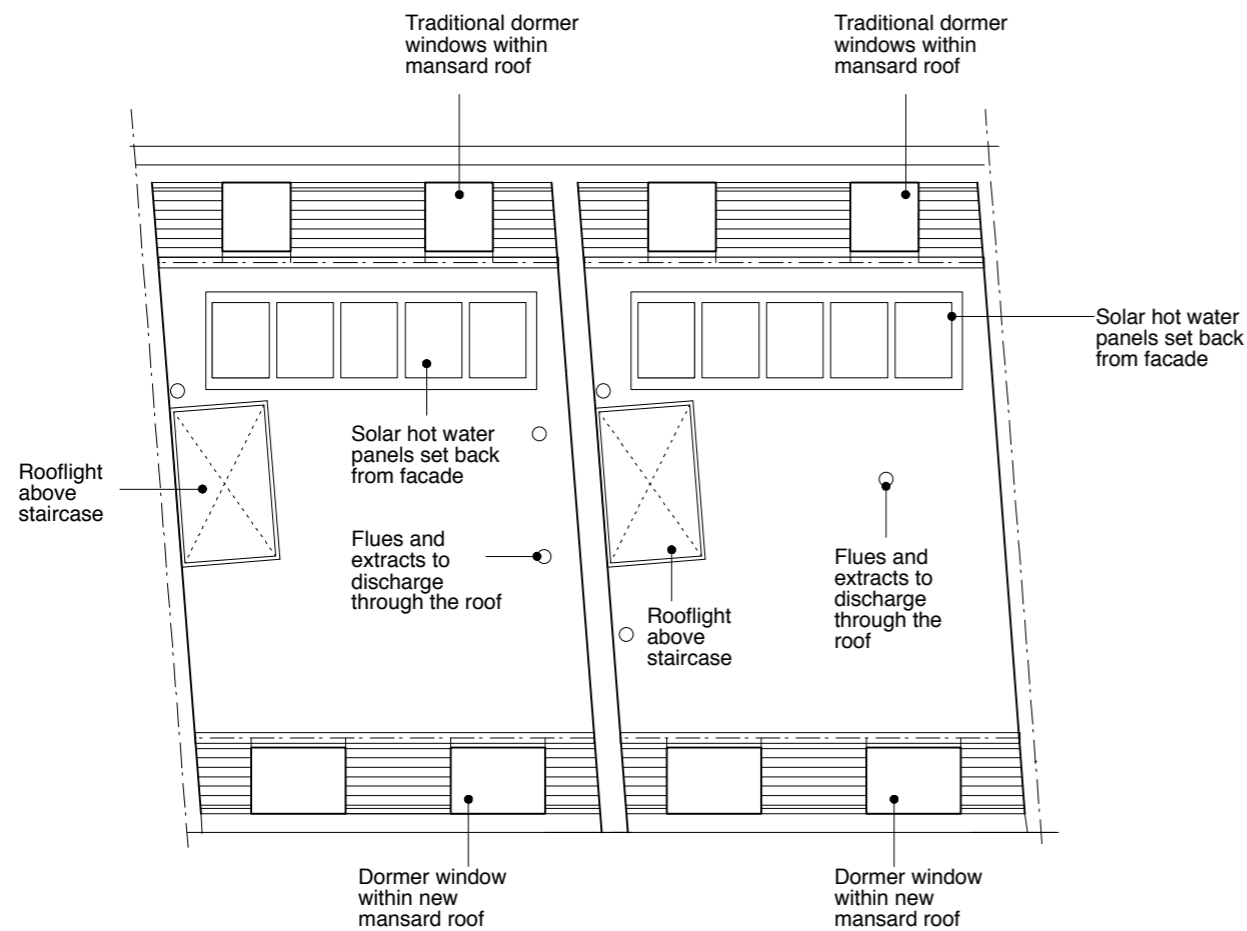 Traditional dormer
windows within
mansard roof
Traditional dormer
windows within
mansard roof
Solar hot water
panels set back
from facade
Solar hot water
panels set back
from facade
Rooflight
above
staircase
Flues and
extracts to
discharge
through the roof
Flues and
extracts to
discharge
through the
roof
Rooflight
above
staircase
Dormer window
within new
mansard roof
Dormer window
within new
mansard roof